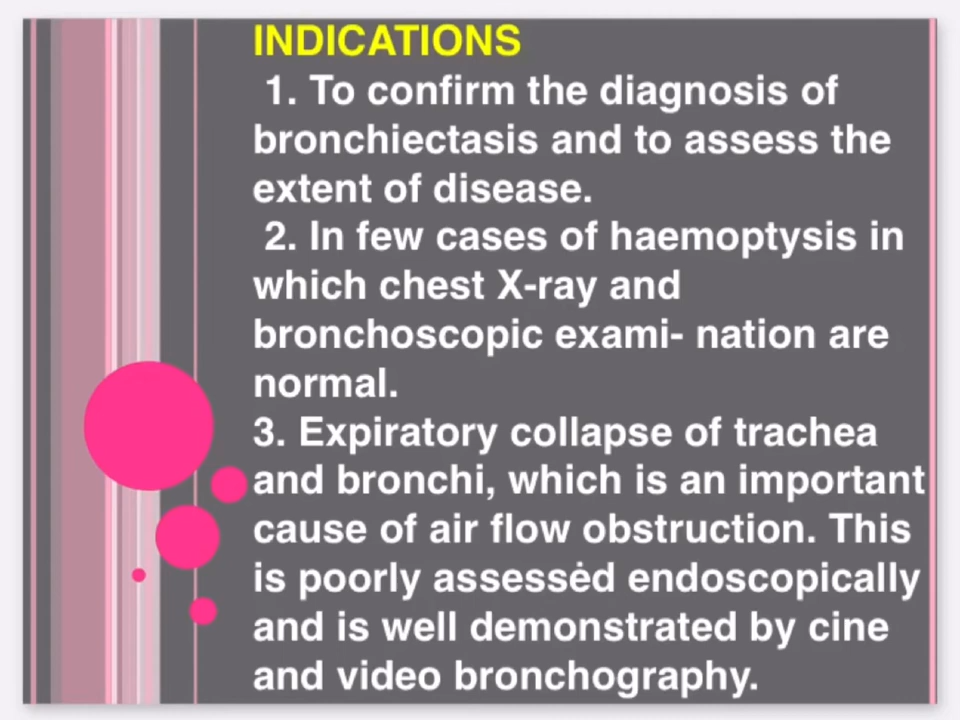 INDICATIONS
1. To confirm the diagnosis of
bronchiectasis and to assess the
extent of disease.
2. In few cases of haemoptysis in
which chest X-ray and
bronchoscopic exami- nation are
normal.
3. Expiratory collapse of trachea
and bronchi, which is an important
cause of air flow obstruction. This
is poorly assessėd endoscopically
and is well demonstrated by cine
and video bronchography.